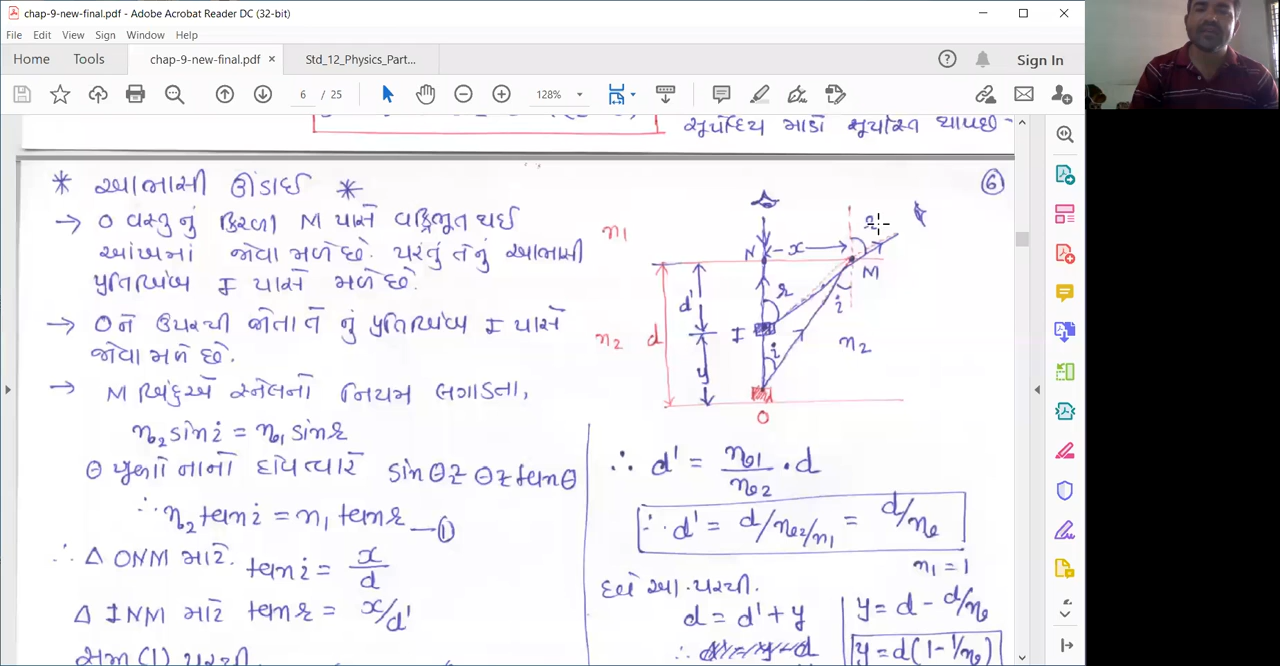 chap-9-new-final.pdf - Adobe Acrobat Reader DC (32-bit)
File Edit View Sign Window Help
Home Tools chap-9-new-final.pdf × Std_12_Physics_Part... Sign In
6 / 25 128%
સૂર્યોદય માટે સૂર્યાસ્ત થાય છે
* આભાસી ઊંડાઈ *
6
→ O વસ્તુનું કિરણ M પાસે વક્રિભૂત થઈ
આંખમાં જોવા મળે છે. પરંતુ તેનું આભાસી
પ્રતિબિંબ I પાસે મળે છે.
→ O ને ઉપરથી જોતા તેનું પ્રતિબિંબ I પાસે
જોવા મળે છે.
→ M બિંદુએ સ્નેલનો નિયમ લગાડતા,
n2 sin i = n1 sin r
θ ખૂણો નાનો હોય ત્યારે sin θ ≈ θ ≈ tan θ
∴ n2 tan i = n1 tan r —①
∴ Δ ONM માટે. tan i = x/d
Δ INM માટે tan r = x/d'
સમી (1) પરથી
n1
n2
d
N
x
r
M
d'
r
i
I
n2
y
i
O
∴ d' = n1/n2 · d
∴ d' = d/n2/n1 = d/n
n1 = 1
હવે આ. પરથી.
d = d' + y
y = d - d/n
y = d(1 - 1/n)